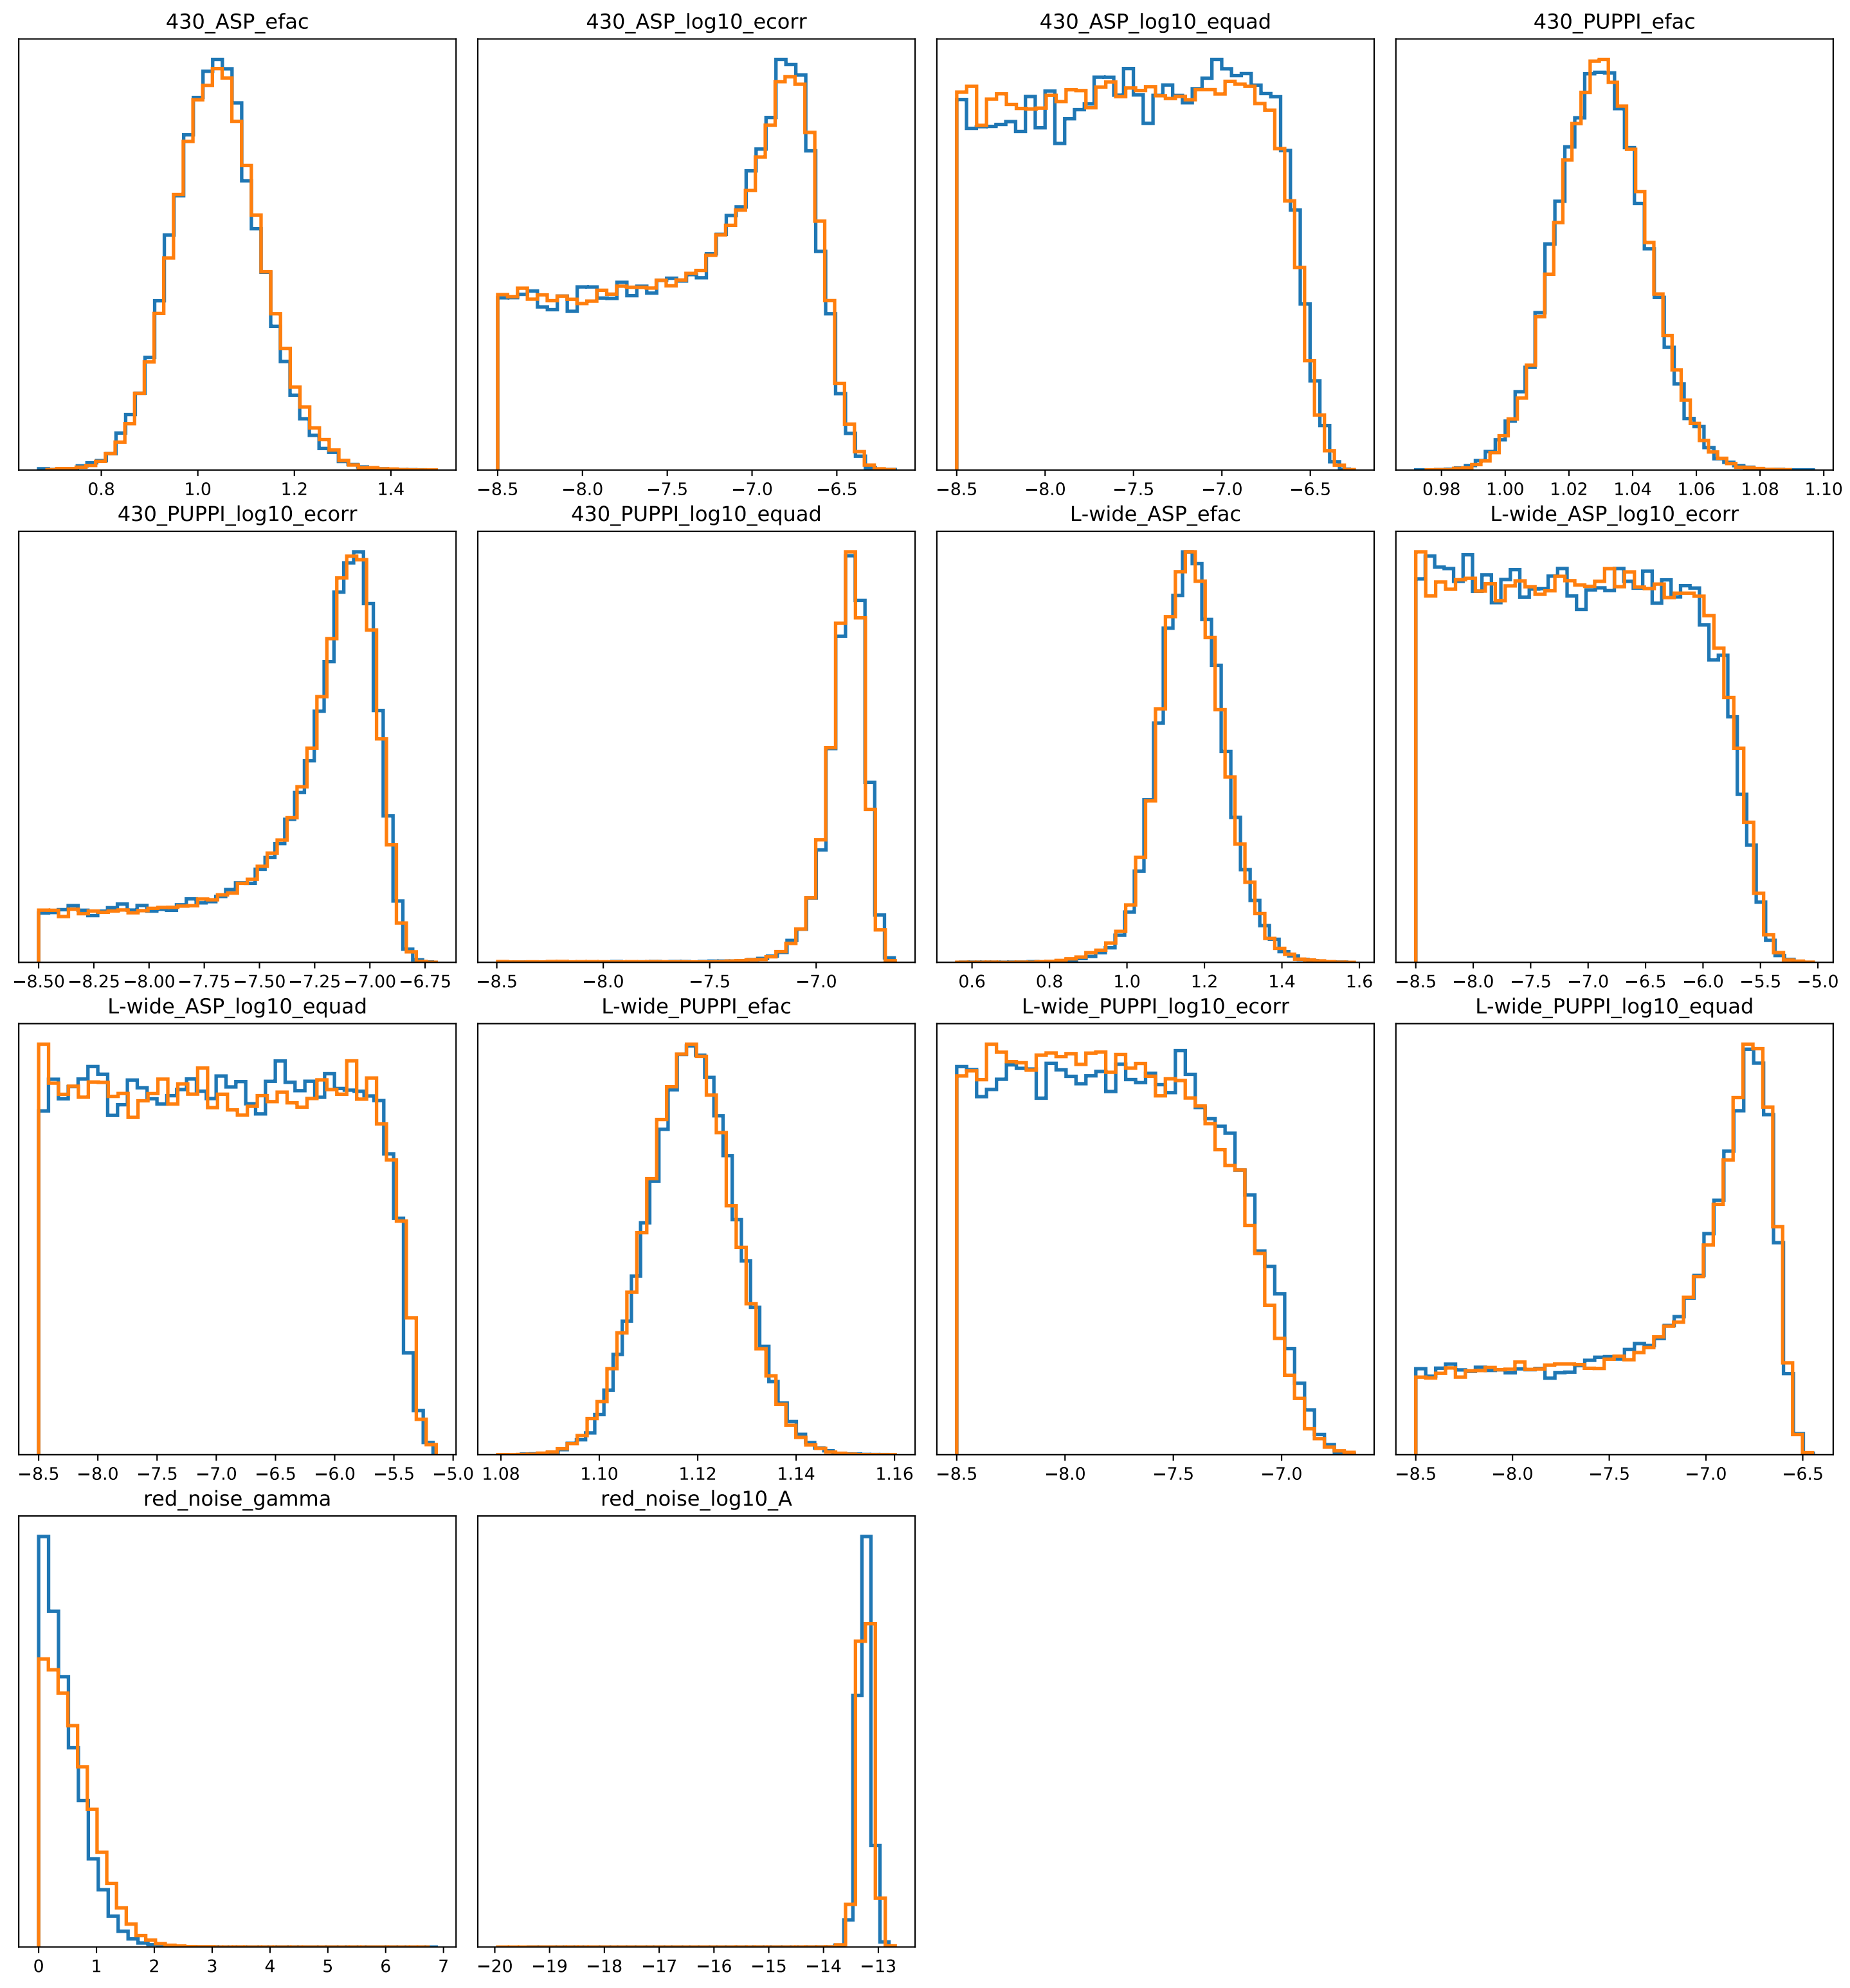 430_ASP_efac 430_ASP_log10_ecorr 430_ASP_log10_equad 430_PUPPI_efac
0.8 1.0 1.2 1.4 −8.5 −8.0 −7.5 −7.0 −6.5 −8.5 −8.0 −7.5 −7.0 −6.5 0.98 1.00 1.02 1.04 1.06 1.08 1.10
430_PUPPI_log10_ecorr 430_PUPPI_log10_equad L-wide_ASP_efac L-wide_ASP_log10_ecorr
−8.50 −8.25 −8.00 −7.75 −7.50 −7.25 −7.00 −6.75 −8.5 −8.0 −7.5 −7.0 0.6 0.8 1.0 1.2 1.4 1.6 −8.5 −8.0 −7.5 −7.0 −6.5 −6.0 −5.5 −5.0
L-wide_ASP_log10_equad L-wide_PUPPI_efac L-wide_PUPPI_log10_ecorr L-wide_PUPPI_log10_equad
−8.5 −8.0 −7.5 −7.0 −6.5 −6.0 −5.5 −5.0 1.08 1.10 1.12 1.14 1.16 −8.5 −8.0 −7.5 −7.0 −8.5 −8.0 −7.5 −7.0 −6.5
red_noise_gamma red_noise_log10_A
0 1 2 3 4 5 6 7 −20 −19 −18 −17 −16 −15 −14 −13